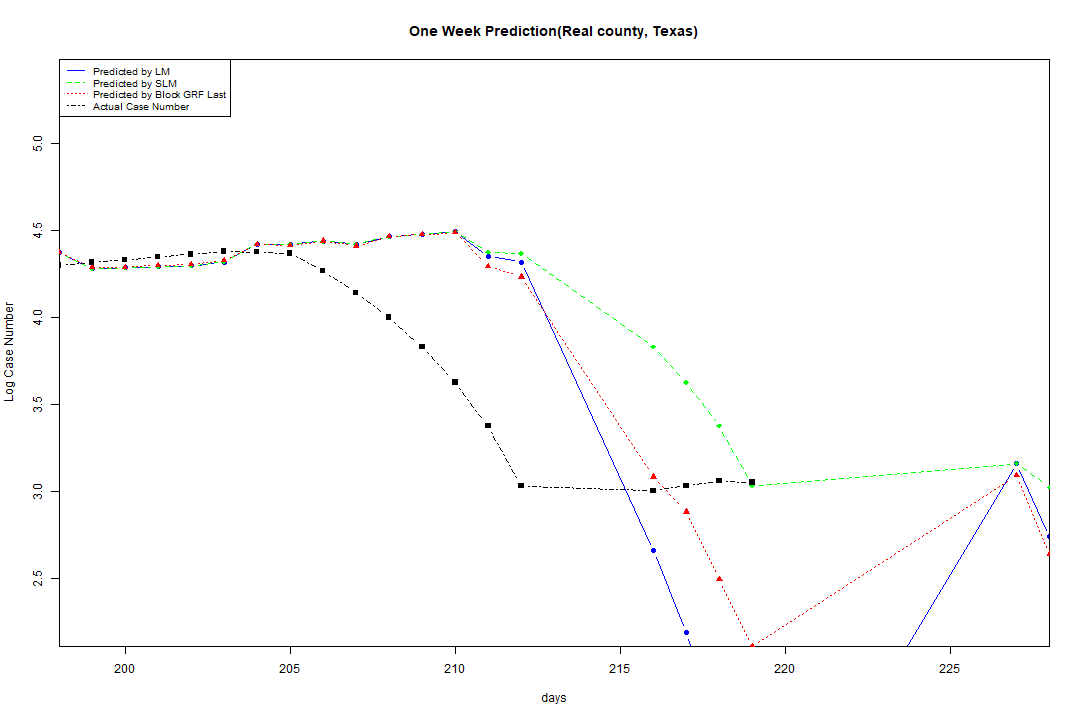 One Week Prediction(Real county, Texas)
Predicted by LM
Predicted by SLM
Predicted by Block GRF Last
Actual Case Number
5.0
4.5
4.0
3.5
3.0
2.5
Log Case Number
200 205 210 215 220 225
days